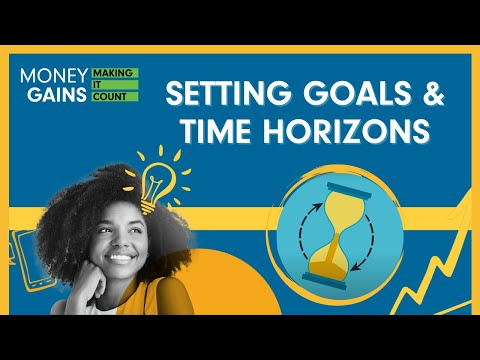 MONEY
GAINS
MAKING
IT
COUNT
SETTING GOALS &
TIME HORIZONS